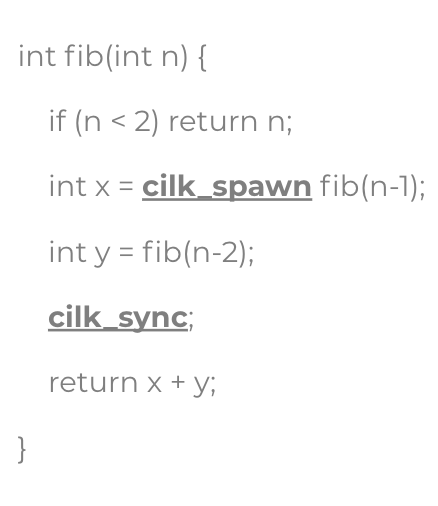 int fib(int n) {
if (n < 2) return n;
int x = cilk_spawn fib(n-1);
int y = fib(n-2);
cilk_sync;
return x + y;
}